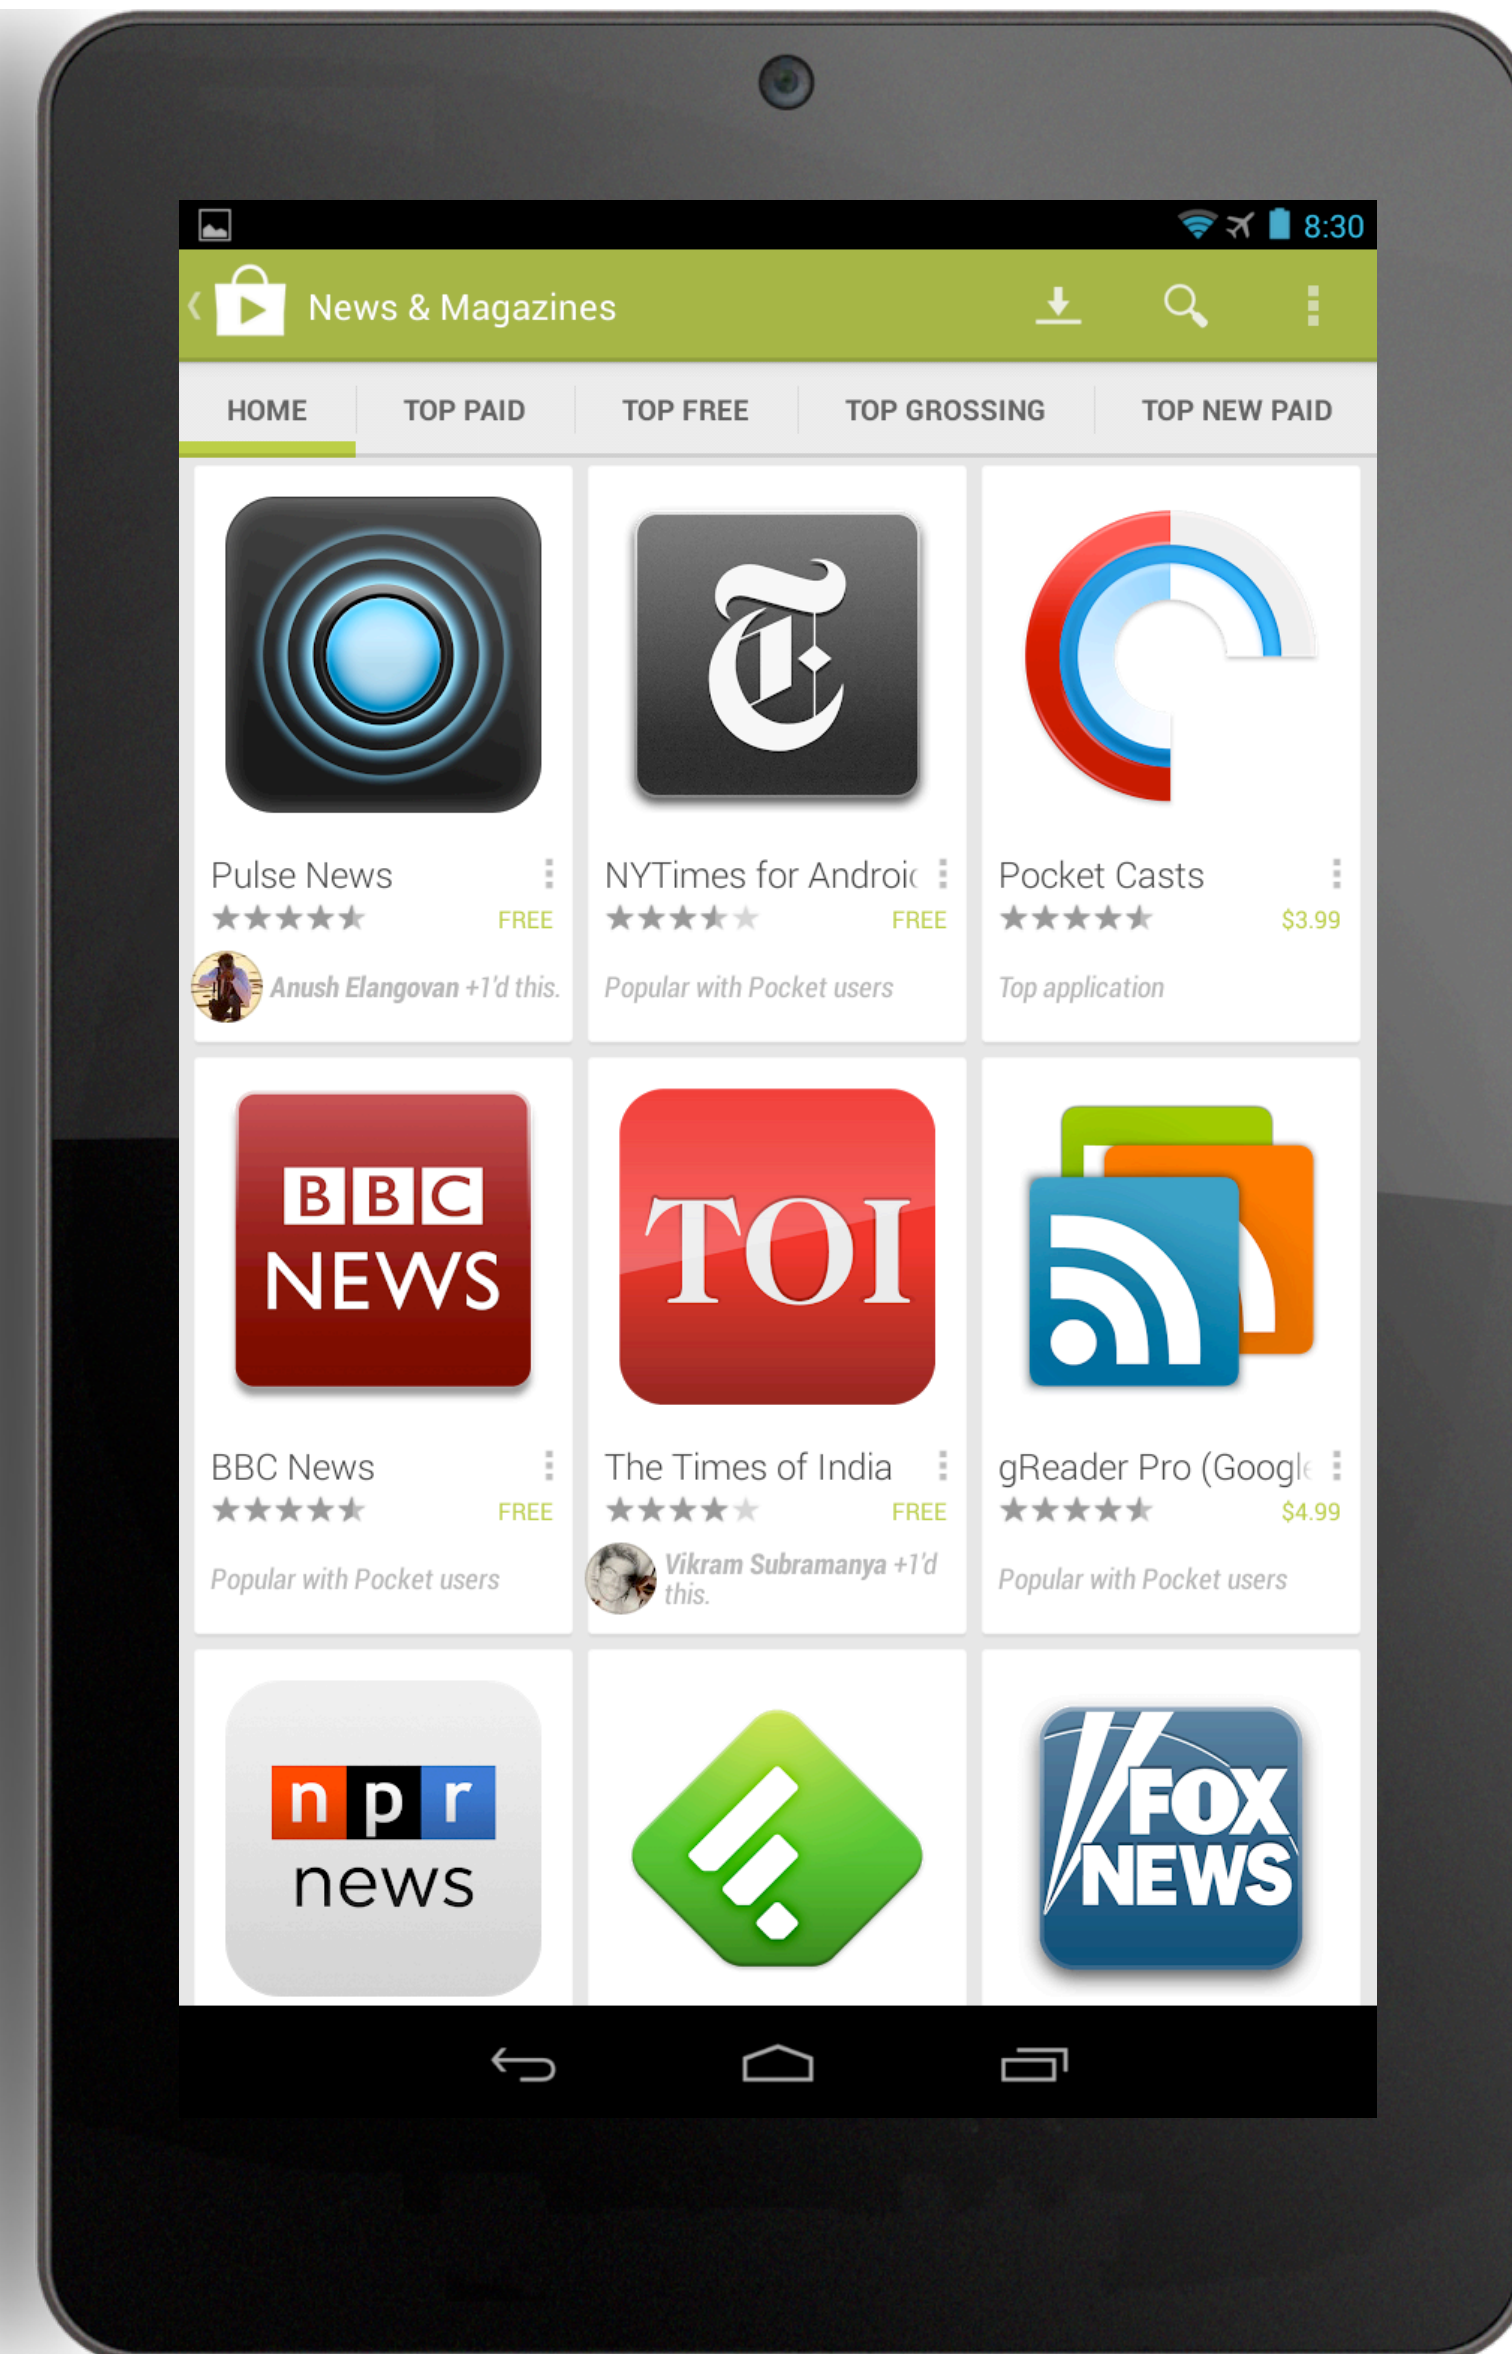 8:30
News & Magazines
HOME TOP PAID TOP FREE TOP GROSSING TOP NEW PAID
T
Pulse News
FREE
Anush Elangovan +1'd this.
NYTimes for Androi
FREE
Popular with Pocket users
Pocket Casts
$3.99
Top application
BBC
NEWS
BBC News
FREE
Popular with Pocket users
TOI
The Times of India
FREE
Vikram Subramanya +1'd
this.
gReader Pro (Googl
$4.99
Popular with Pocket users
npr
news
FOX
NEWS